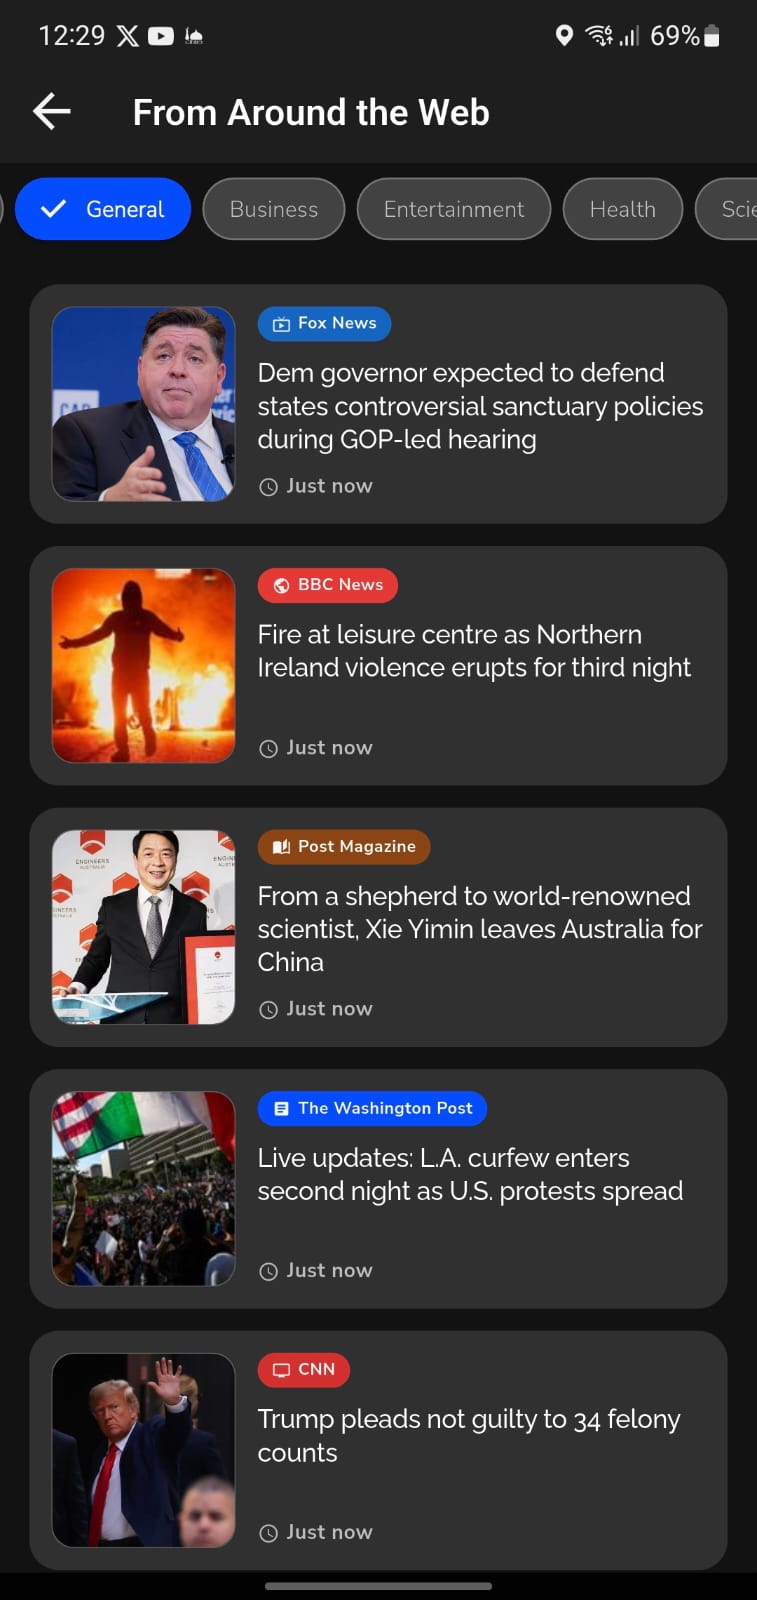 12:29
69%
From Around the Web
General
Business
Entertainment
Health
Scie
Fox News
Dem governor expected to defend
states controversial sanctuary policies
during GOP-led hearing
Just now
BBC News
Fire at leisure centre as Northern
Ireland violence erupts for third night
Just now
ENGINEERS
AUSTRALIA
Post Magazine
From a shepherd to world-renowned
scientist, Xie Yimin leaves Australia for
China
Just now
The Washington Post
Live updates: L.A. curfew enters
second night as U.S. protests spread
Just now
CNN
Trump pleads not guilty to 34 felony
counts
Just now